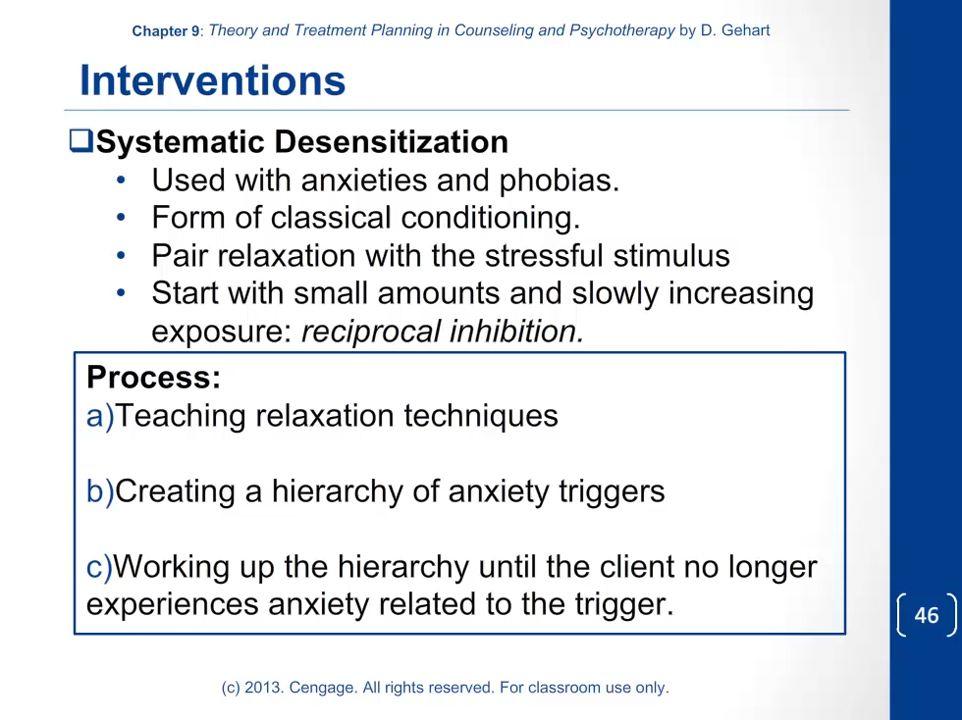 Chapter 9: Theory and Treatment Planning in Counseling and Psychotherapy by D. Gehart
Interventions
Systematic Desensitization
• Used with anxieties and phobias.
• Form of classical conditioning.
• Pair relaxation with the stressful stimulus
• Start with small amounts and slowly increasing
exposure: reciprocal inhibition.
Process:
a)Teaching relaxation techniques
b)Creating a hierarchy of anxiety triggers
c)Working up the hierarchy until the client no longer
experiences anxiety related to the trigger.
46
(c) 2013. Cengage. All rights reserved. For classroom use only.